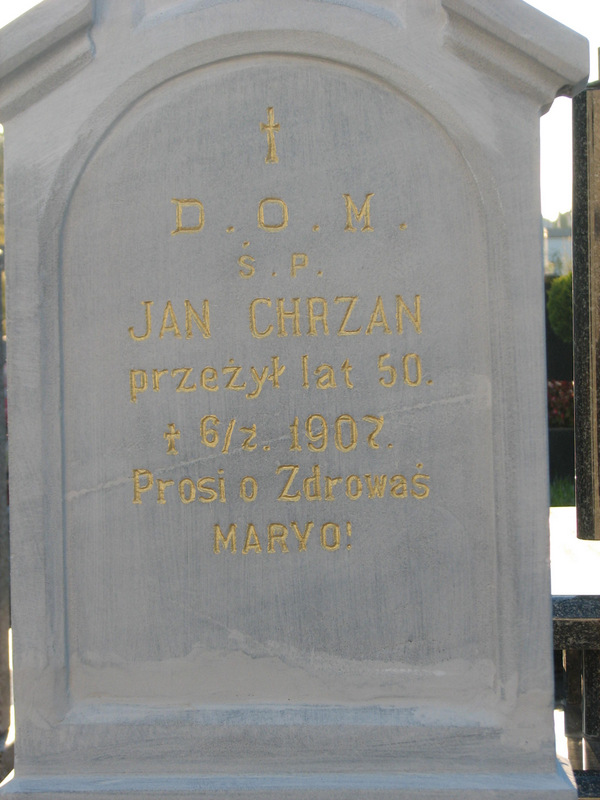 †
D.O.M.
Ś.P.
JAN CHRZAN
przeżył lat 50.
† 6/2. 1907.
Prosi o Zdrowaś
MARYO!